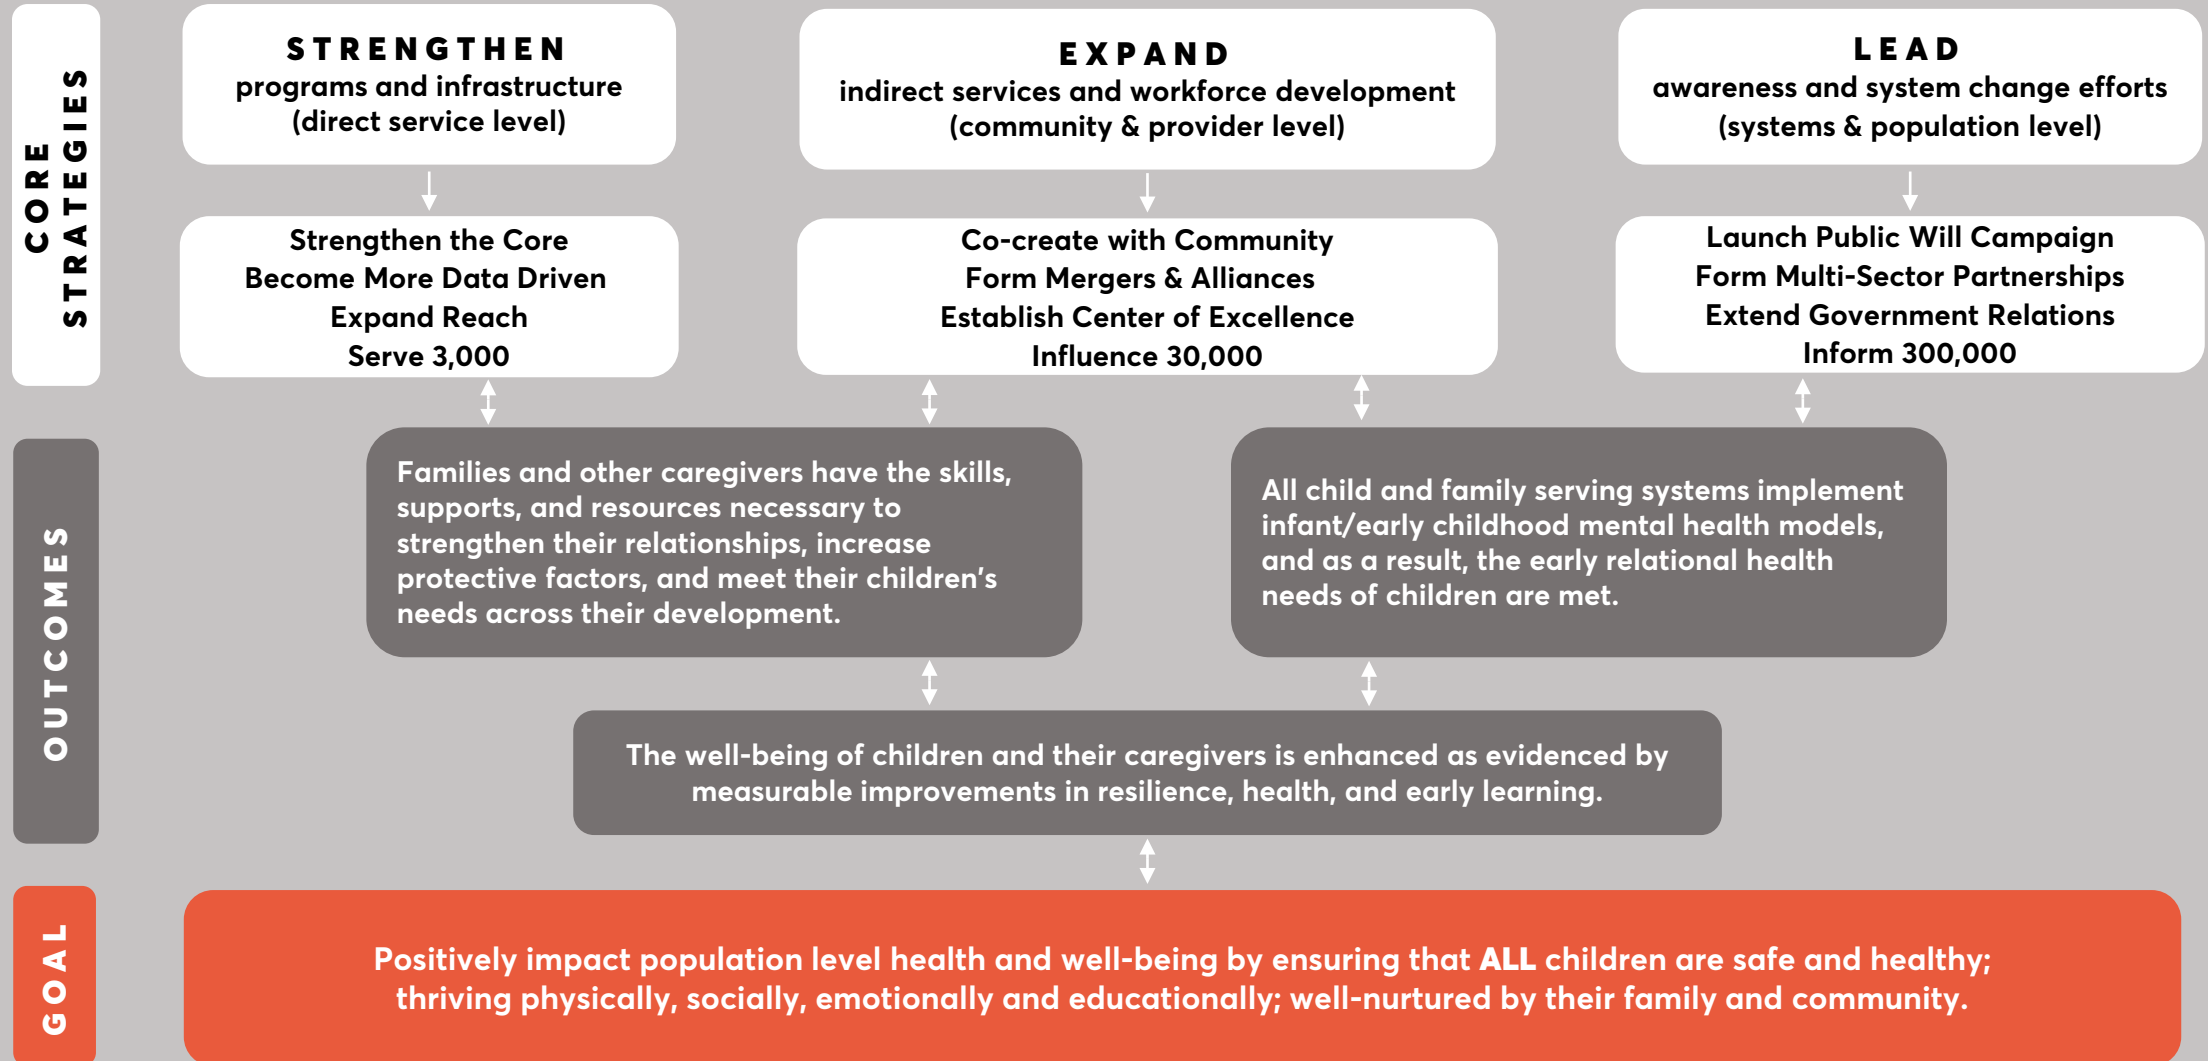 CORE
STRATEGIES
STRENGTHEN
programs and infrastructure
(direct service level)
EXPAND
indirect services and workforce development
(community & provider level)
LEAD
awareness and system change efforts
(systems & population level)
Strengthen the Core
Become More Data Driven
Expand Reach
Serve 3,000
Co-create with Community
Form Mergers & Alliances
Establish Center of Excellence
Influence 30,000
Launch Public Will Campaign
Form Multi-Sector Partnerships
Extend Government Relations
Inform 300,000
OUTCOMES
Families and other caregivers have the skills,
supports, and resources necessary to
strengthen their relationships, increase
protective factors, and meet their children's
needs across their development.
All child and family serving systems implement
infant/early childhood mental health models,
and as a result, the early relational health
needs of children are met.
The well-being of children and their caregivers is enhanced as evidenced by
measurable improvements in resilience, health, and early learning.
GOAL
Positively impact population level health and well-being by ensuring that ALL children are safe and healthy;
thriving physically, socially, emotionally and educationally; well-nurtured by their family and community.